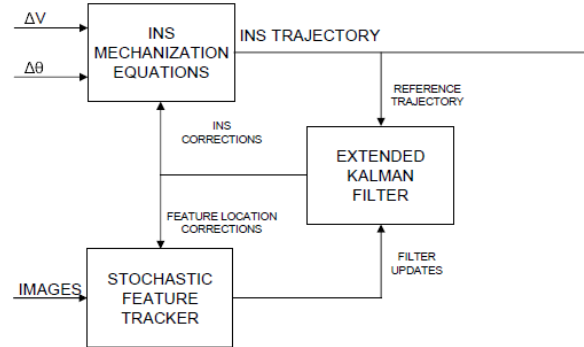 ΔV
Δθ
INS
MECHANIZATION
EQUATIONS
INS TRAJECTORY
REFERENCE
TRAJECTORY
INS
CORRECTIONS
EXTENDED
KALMAN
FILTER
FEATURE LOCATION
CORRECTIONS
FILTER
UPDATES
IMAGES
STOCHASTIC
FEATURE
TRACKER